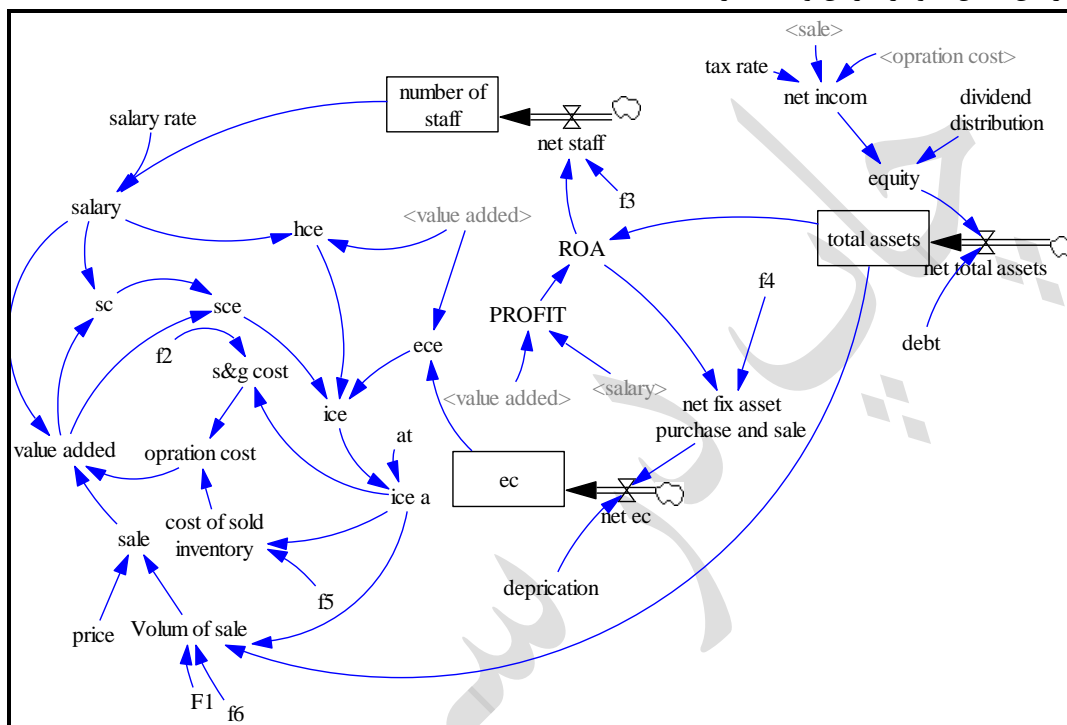 <sale>
tax rate
<opration cost>
number of
staff
net incom
dividend
distribution
salary rate
net staff
equity
f3
salary
<value added>
hce
total assets
ROA
net total assets
f4
sc
sce
PROFIT
f2
ece
debt
s&g cost
<value added>
<salary>
net fix asset
purchase and sale
ice
value added
opration cost
at
ec
ice a
net ec
cost of sold
inventory
sale
deprication
f5
price
Volum of sale
F1
f6